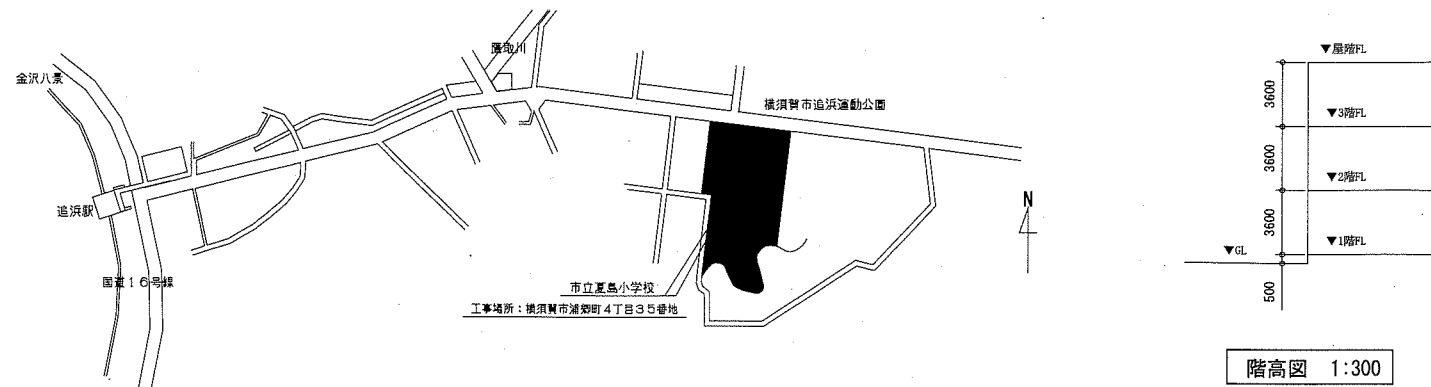 鷹取川
金沢八景
横須賀市追浜運動公園
追浜駅
国道16号線
市立夏島小学校
工事場所：横須賀市浦郷町4丁目35番地
N
▼屋階FL
3600
▼3階FL
3600
▼2階FL
3600
▼1階FL
▼GL
500
階高図 1:300